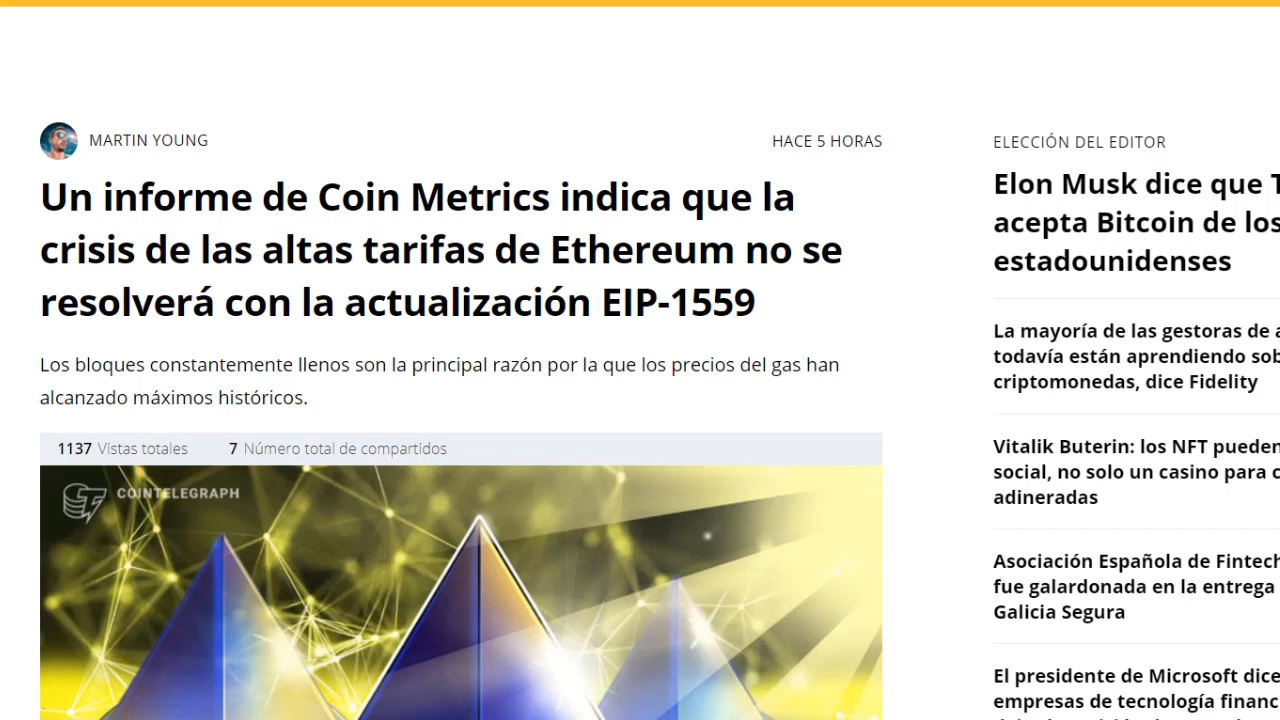 MARTIN YOUNG
HACE 5 HORAS
Un informe de Coin Metrics indica que la
crisis de las altas tarifas de Ethereum no se
resolverá con la actualización EIP-1559
Los bloques constantemente llenos son la principal razón por la que los precios del gas han
alcanzado máximos históricos.
1137 Vistas totales
7 Número total de compartidos
COINTELEGRAPH
ELECCIÓN DEL EDITOR
Elon Musk dice que
acepta Bitcoin de los
estadounidenses
La mayoría de las gestoras de
todavía están aprendiendo
criptomonedas, dice Fidelity
Vitalik Buterin: los NFT pueden
social, no solo un casino para
adineradas
Asociación Española de Fintech
fue galardonada en la entrega
Galicia Segura
El presidente de Microsoft dice
empresas de tecnología